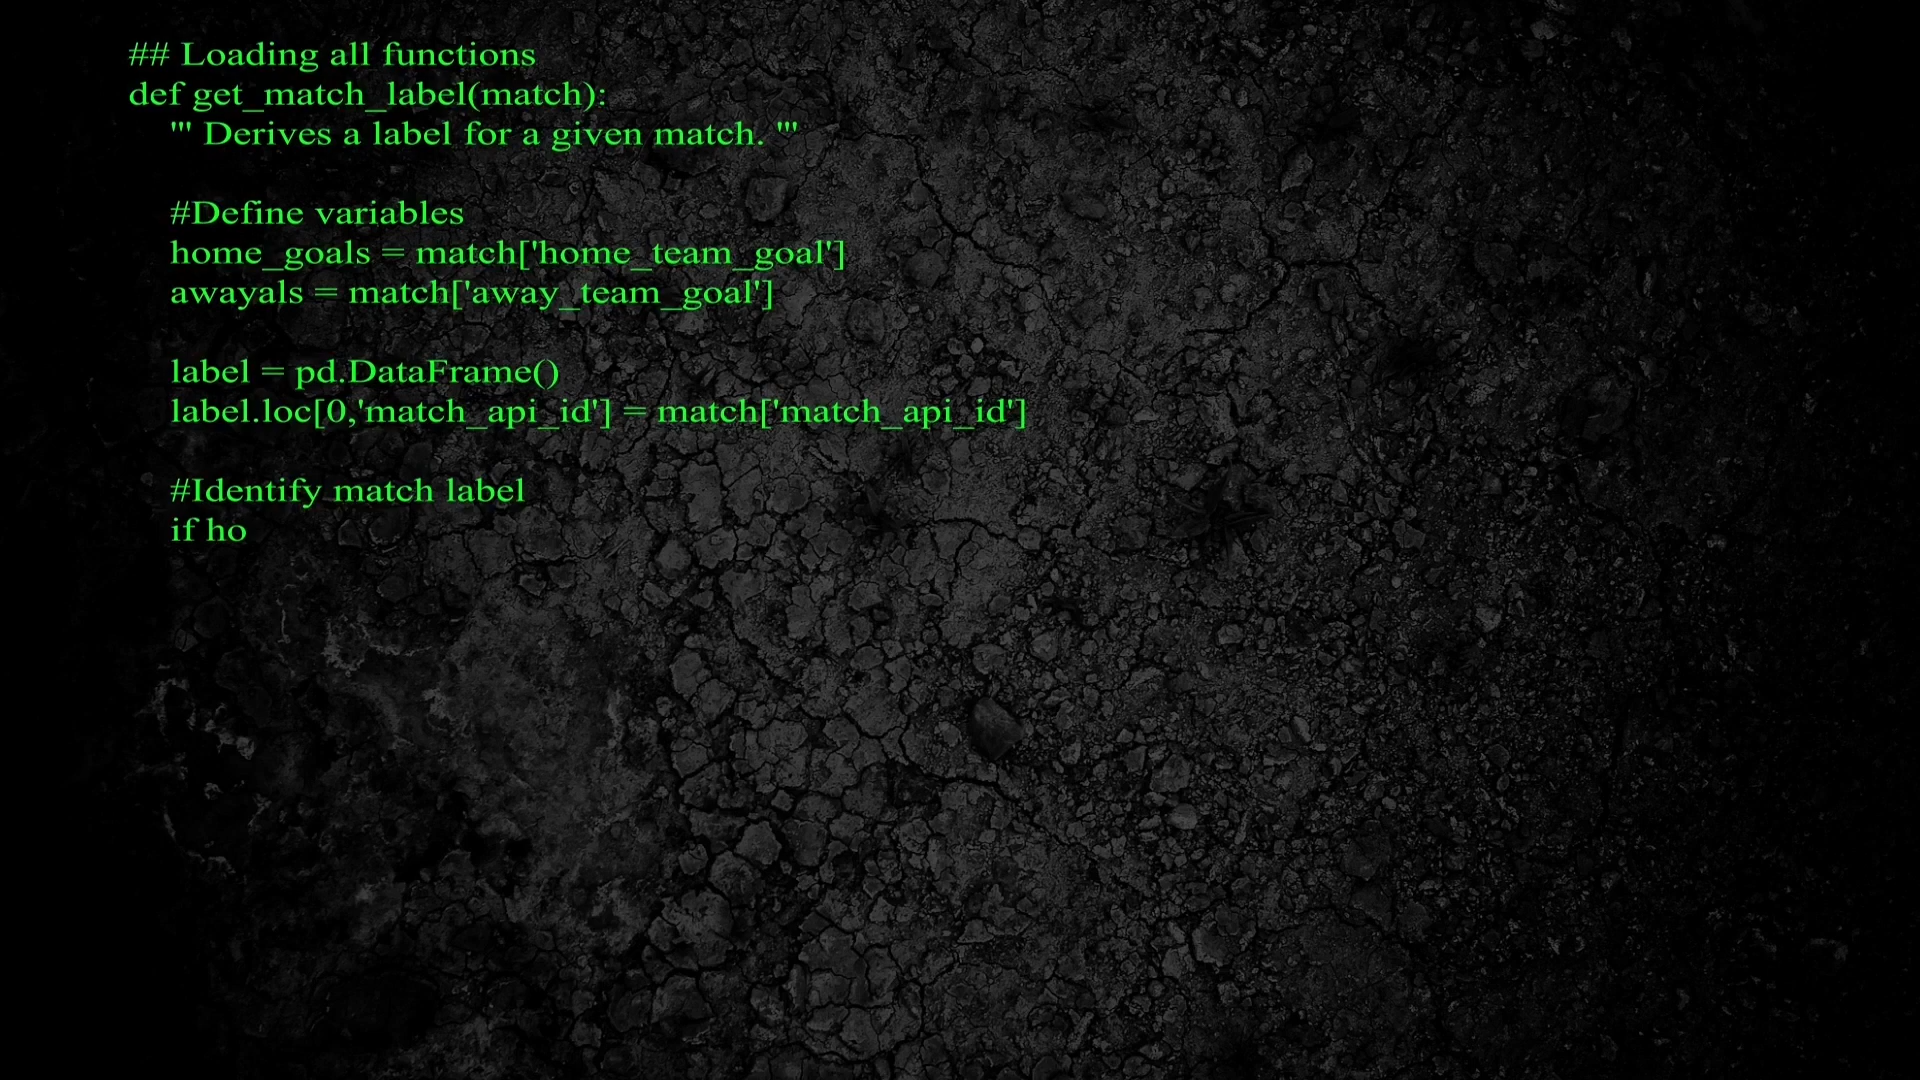 ## Loading all functions
def get_match_label(match):
''' Derives a label for a given match. '''
#Define variables
home_goals = match['home_team_goal']
awayals = match['away_team_goal']
label = pd.DataFrame()
label.loc[0,'match_api_id'] = match['match_api_id']
#Identify match label
if ho